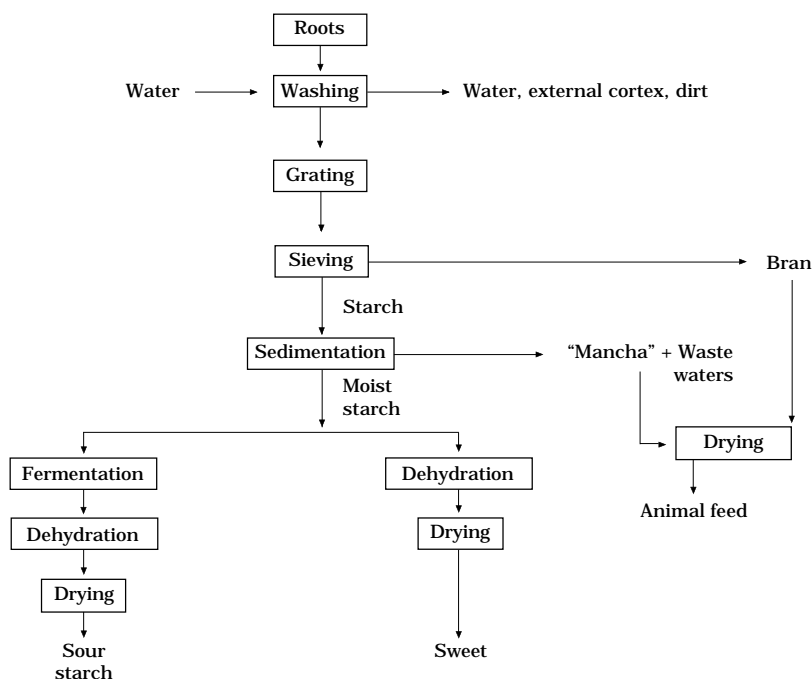 Roots
Water
Washing
Water, external cortex, dirt
Grating
Sieving
Bran
Starch
Sedimentation
“Mancha” + Waste
waters
Moist
starch
Drying
Fermentation
Dehydration
Animal feed
Dehydration
Drying
Drying
Sour
starch
Sweet